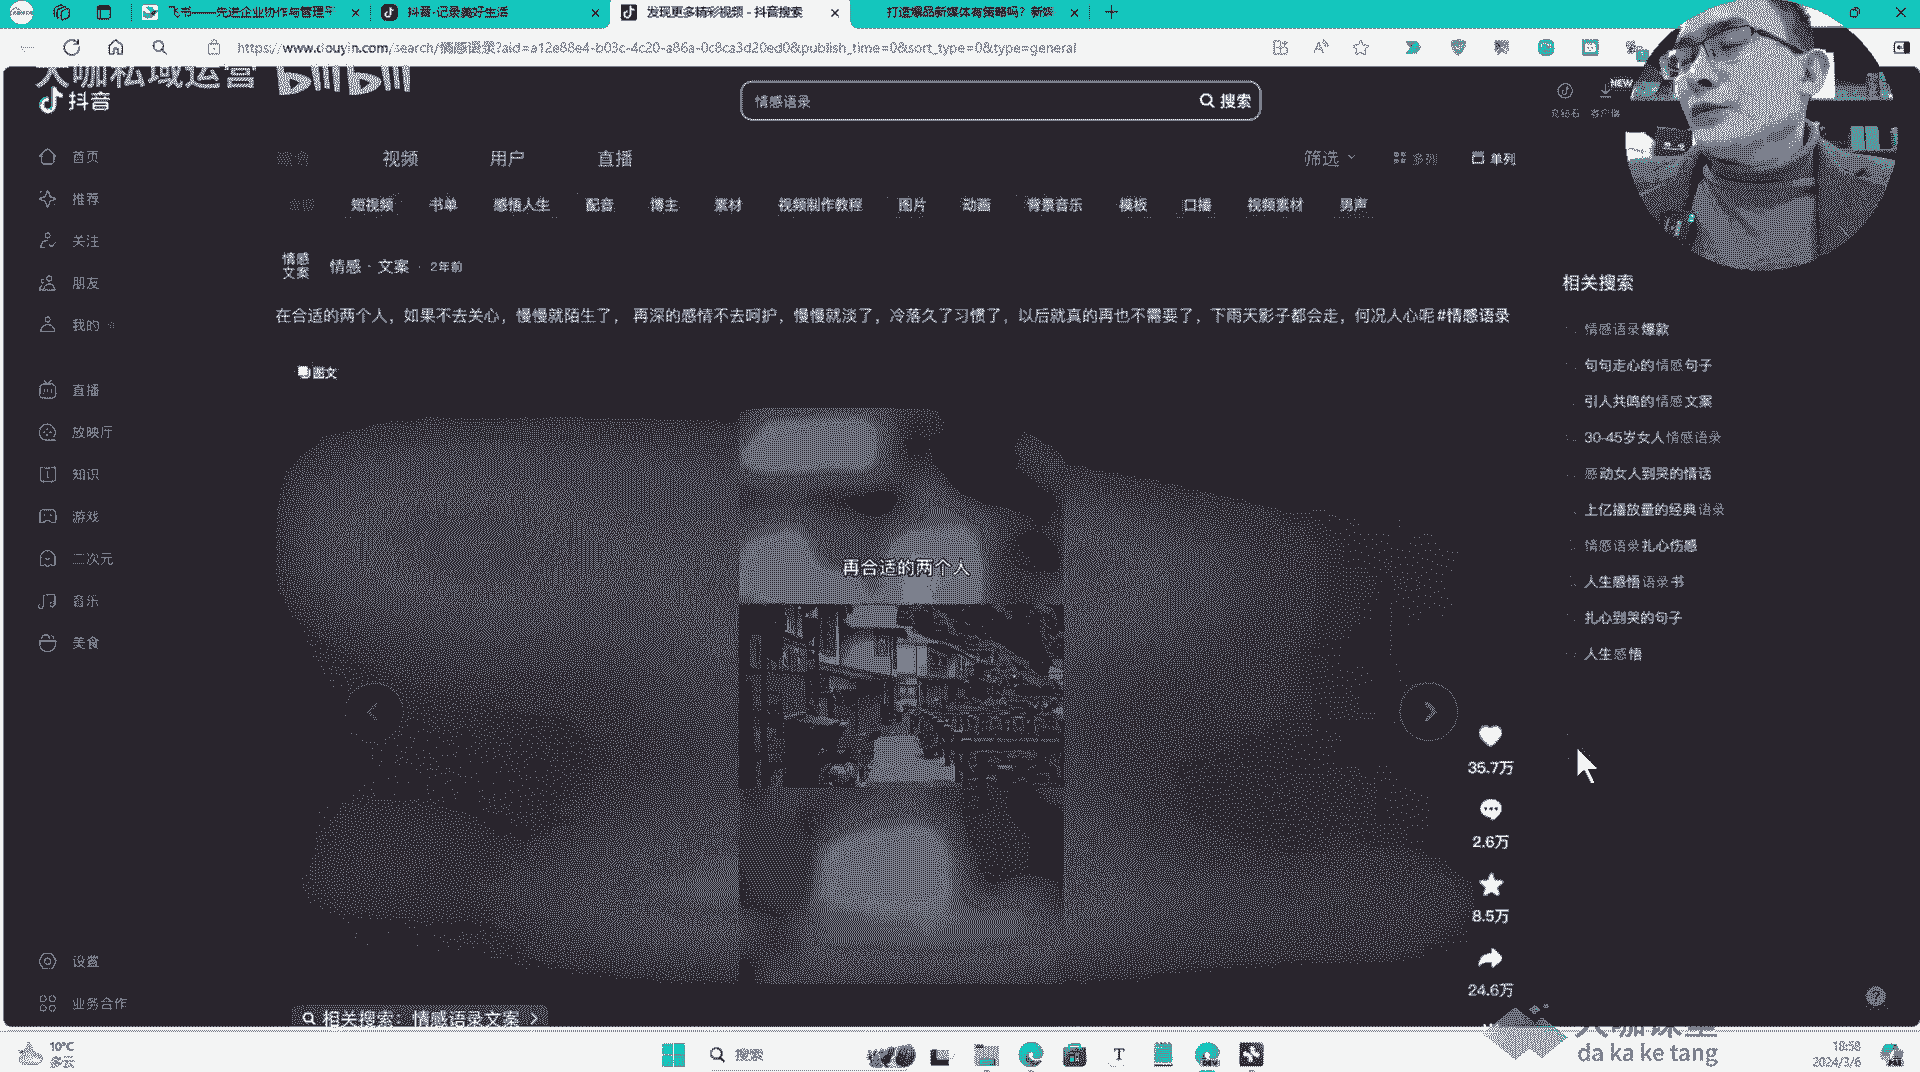 飞书——先进企业协作与管理平
抖音-记录美好生活
发现更多精彩视频 - 抖音搜索
打造爆品新媒体有策略吗？新媒
https://www.douyin.com/search/情感语录?aid=a12e88e4-b03c-4c20-a86a-0c8ca3d20ed0&publish_time=0&sort_type=0&type=general
大咖私域运营 bilibili
抖音
情感语录
搜索
NEW
充钻石 客户端
首页
推荐
关注
朋友
我的
直播
放映厅
知识
游戏
二次元
音乐
美食
设置
业务合作
综合 视频 用户 直播
筛选 多列 单列
全部 短视频 书单 感悟人生 配音 博主 素材 视频制作教程 图片 动画 背景音乐 模板 口播 视频素材 男声
情感
文案
情感 · 文案 · 2年前
在合适的两个人，如果不去关心，慢慢就陌生了， 再深的感情不去呵护，慢慢就淡了，冷落久了习惯了，以后就真的再也不需要了，下雨天影子都会走，何况人心呢#情感语录
图文
再合适的两个人
35.7万
2.6万
8.5万
24.6万
相关搜索：情感语录文案
相关搜索
情感语录爆款
句句走心的情感句子
引人共鸣的情感文案
30-45岁女人情感语录
感动女人到哭的情话
上亿播放量的经典语录
情感语录扎心伤感
人生感悟语录书
扎心到哭的句子
人生感悟
大咖课堂
da ka ke tang
10°C
多云
搜索
18:58
2024/3/6